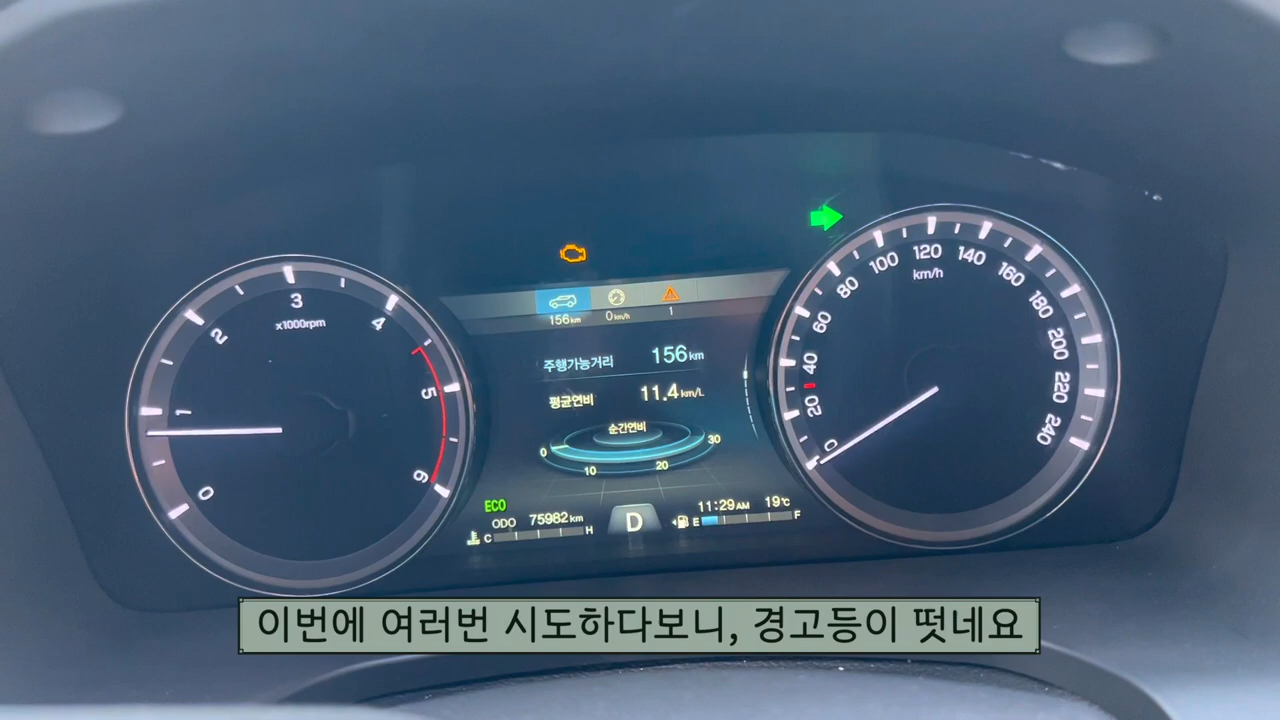 0
1
2
3
4
5
6
x1000rpm
156km
0km/h
1
주행가능거리 156km
평균연비 11.4km/L
순간연비
0
10
20
30
ECO
ODO 75982km
C
H
D
11:29AM 19℃
E
F
0
20
40
60
80
100
120
140
160
180
200
220
240
km/h
이번에 여러번 시도하다보니, 경고등이 떳네요